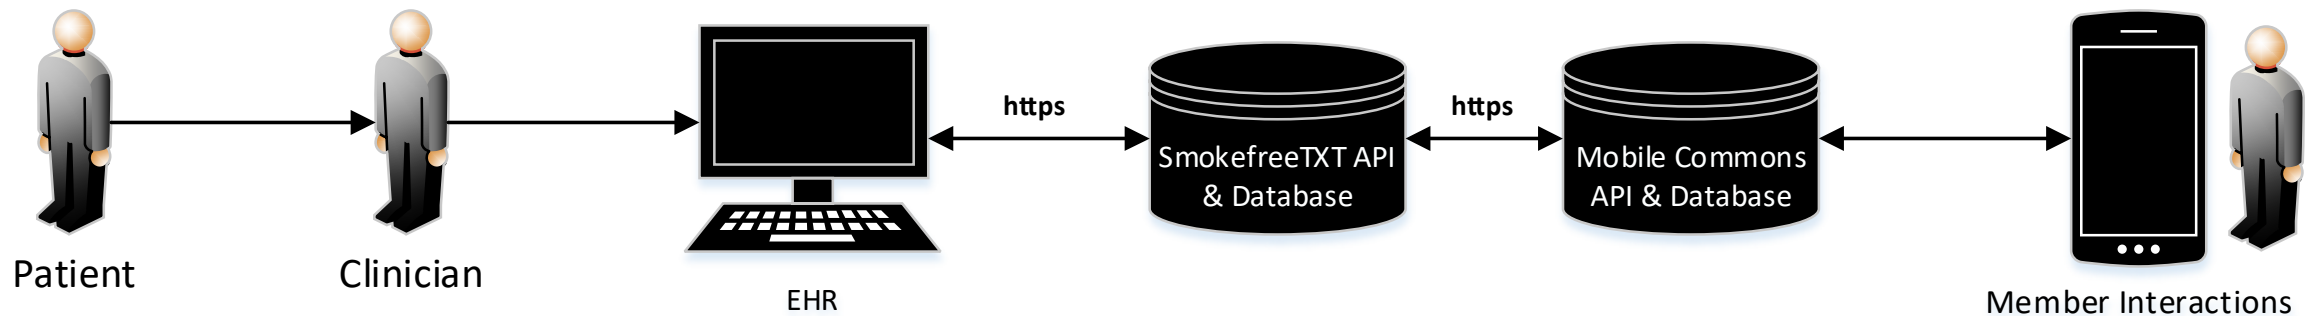 Patient
Clinician
EHR
https
SmokefreeTXT API
& Database
https
Mobile Commons
API & Database
Member Interactions